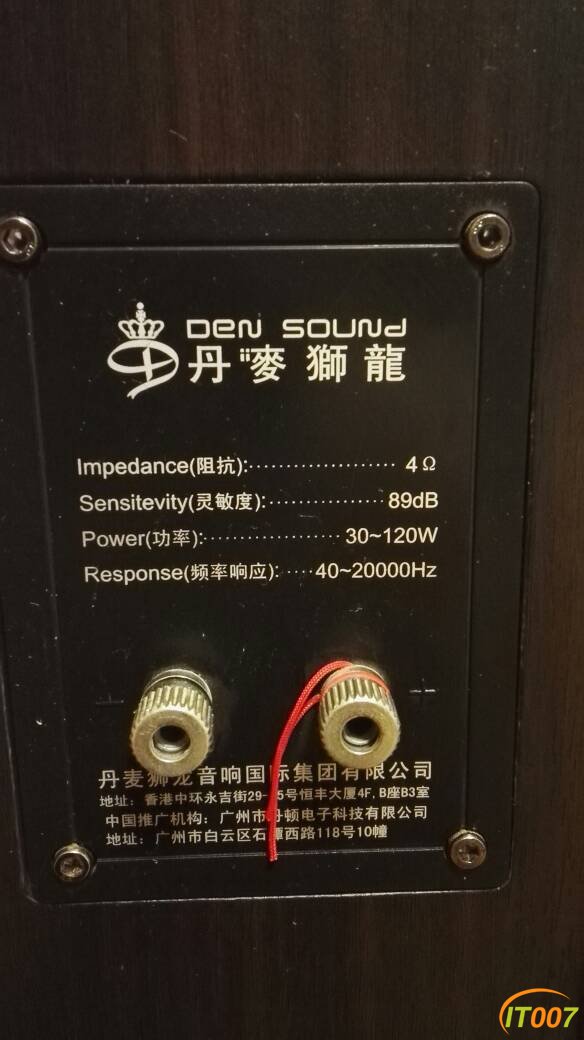 DEN SOUND
丹麥獅龍
Impedance(阻抗):···················· 4Ω
Sensitevity(灵敏度):················ 89dB
Power(功率):······················· 30~120W
Response(频率响应): ···· 40~20000Hz
− +
丹麦狮龙音响国际集团有限公司
地址: 香港中环永吉街29- 5号恒丰大厦4F, B座B3室
中国推广机构: 广州市丹顿电子科技有限公司
地址: 广州市白云区石潭西路118号10幢
IT007